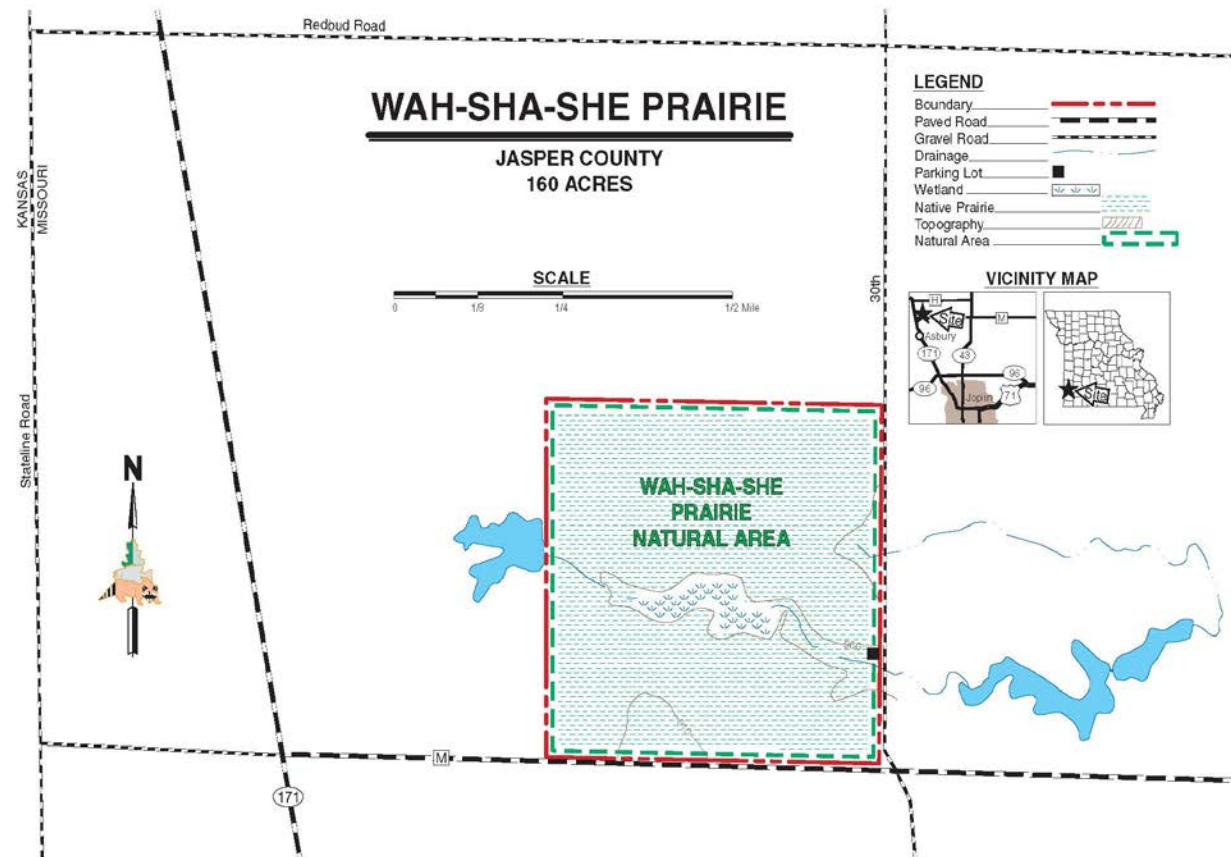 Redbud Road
WAH-SHA-SHE PRAIRIE
JASPER COUNTY
160 ACRES
LEGEND
Boundary
Paved Road
Gravel Road
Drainage
Parking Lot
Wetland
Native Prairie
Topography
Natural Area
KANSAS
MISSOURI
SCALE
0 1/8 1/4 1/2 Mile
30th
VICINITY MAP
H
Site
M
Asbury
171
43
96
96
Joplin
71
Site
Stateline Road
N
WAH-SHA-SHE
PRAIRIE
NATURAL AREA
M
171